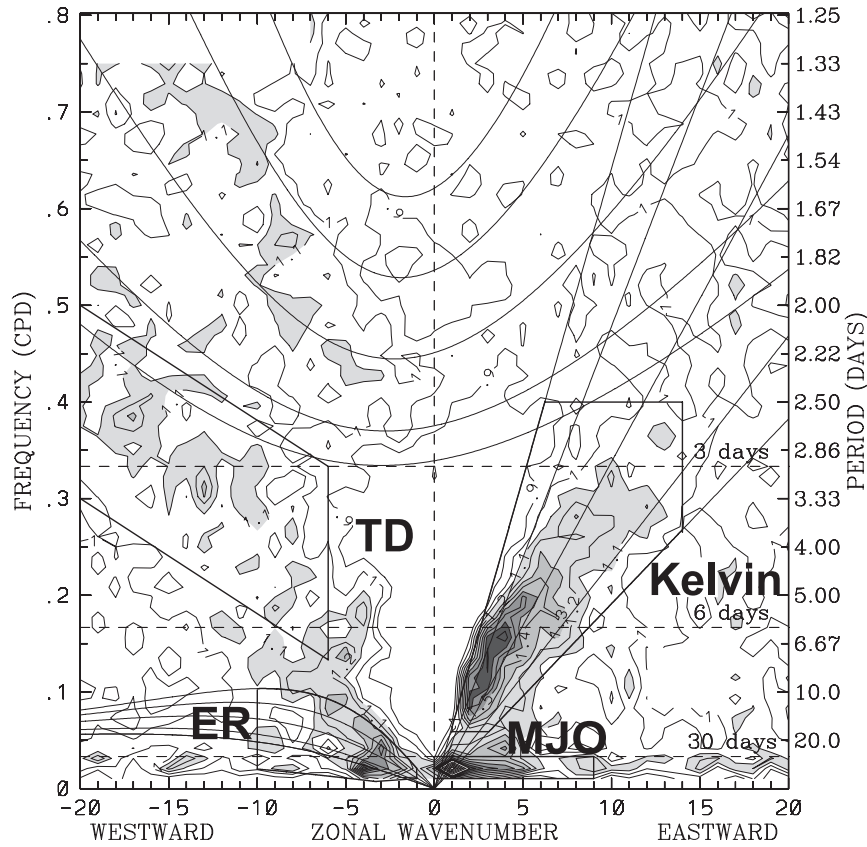 .8
1.25
1.33
.7
1.43
1.54
.6
1.67
1.82
.5
2.00
2.22
.4
2.50
2.86
3 days
.3
3.33
TD
4.00
Kelvin
.2
5.00
6 days
6.67
.1
10.0
ER
MJO
30 days
20.0
0
-20 -15 -10 -5 0 5 10 15 20
WESTWARD ZONAL WAVENUMBER EASTWARD
FREQUENCY (CPD)
PERIOD (DAYS)